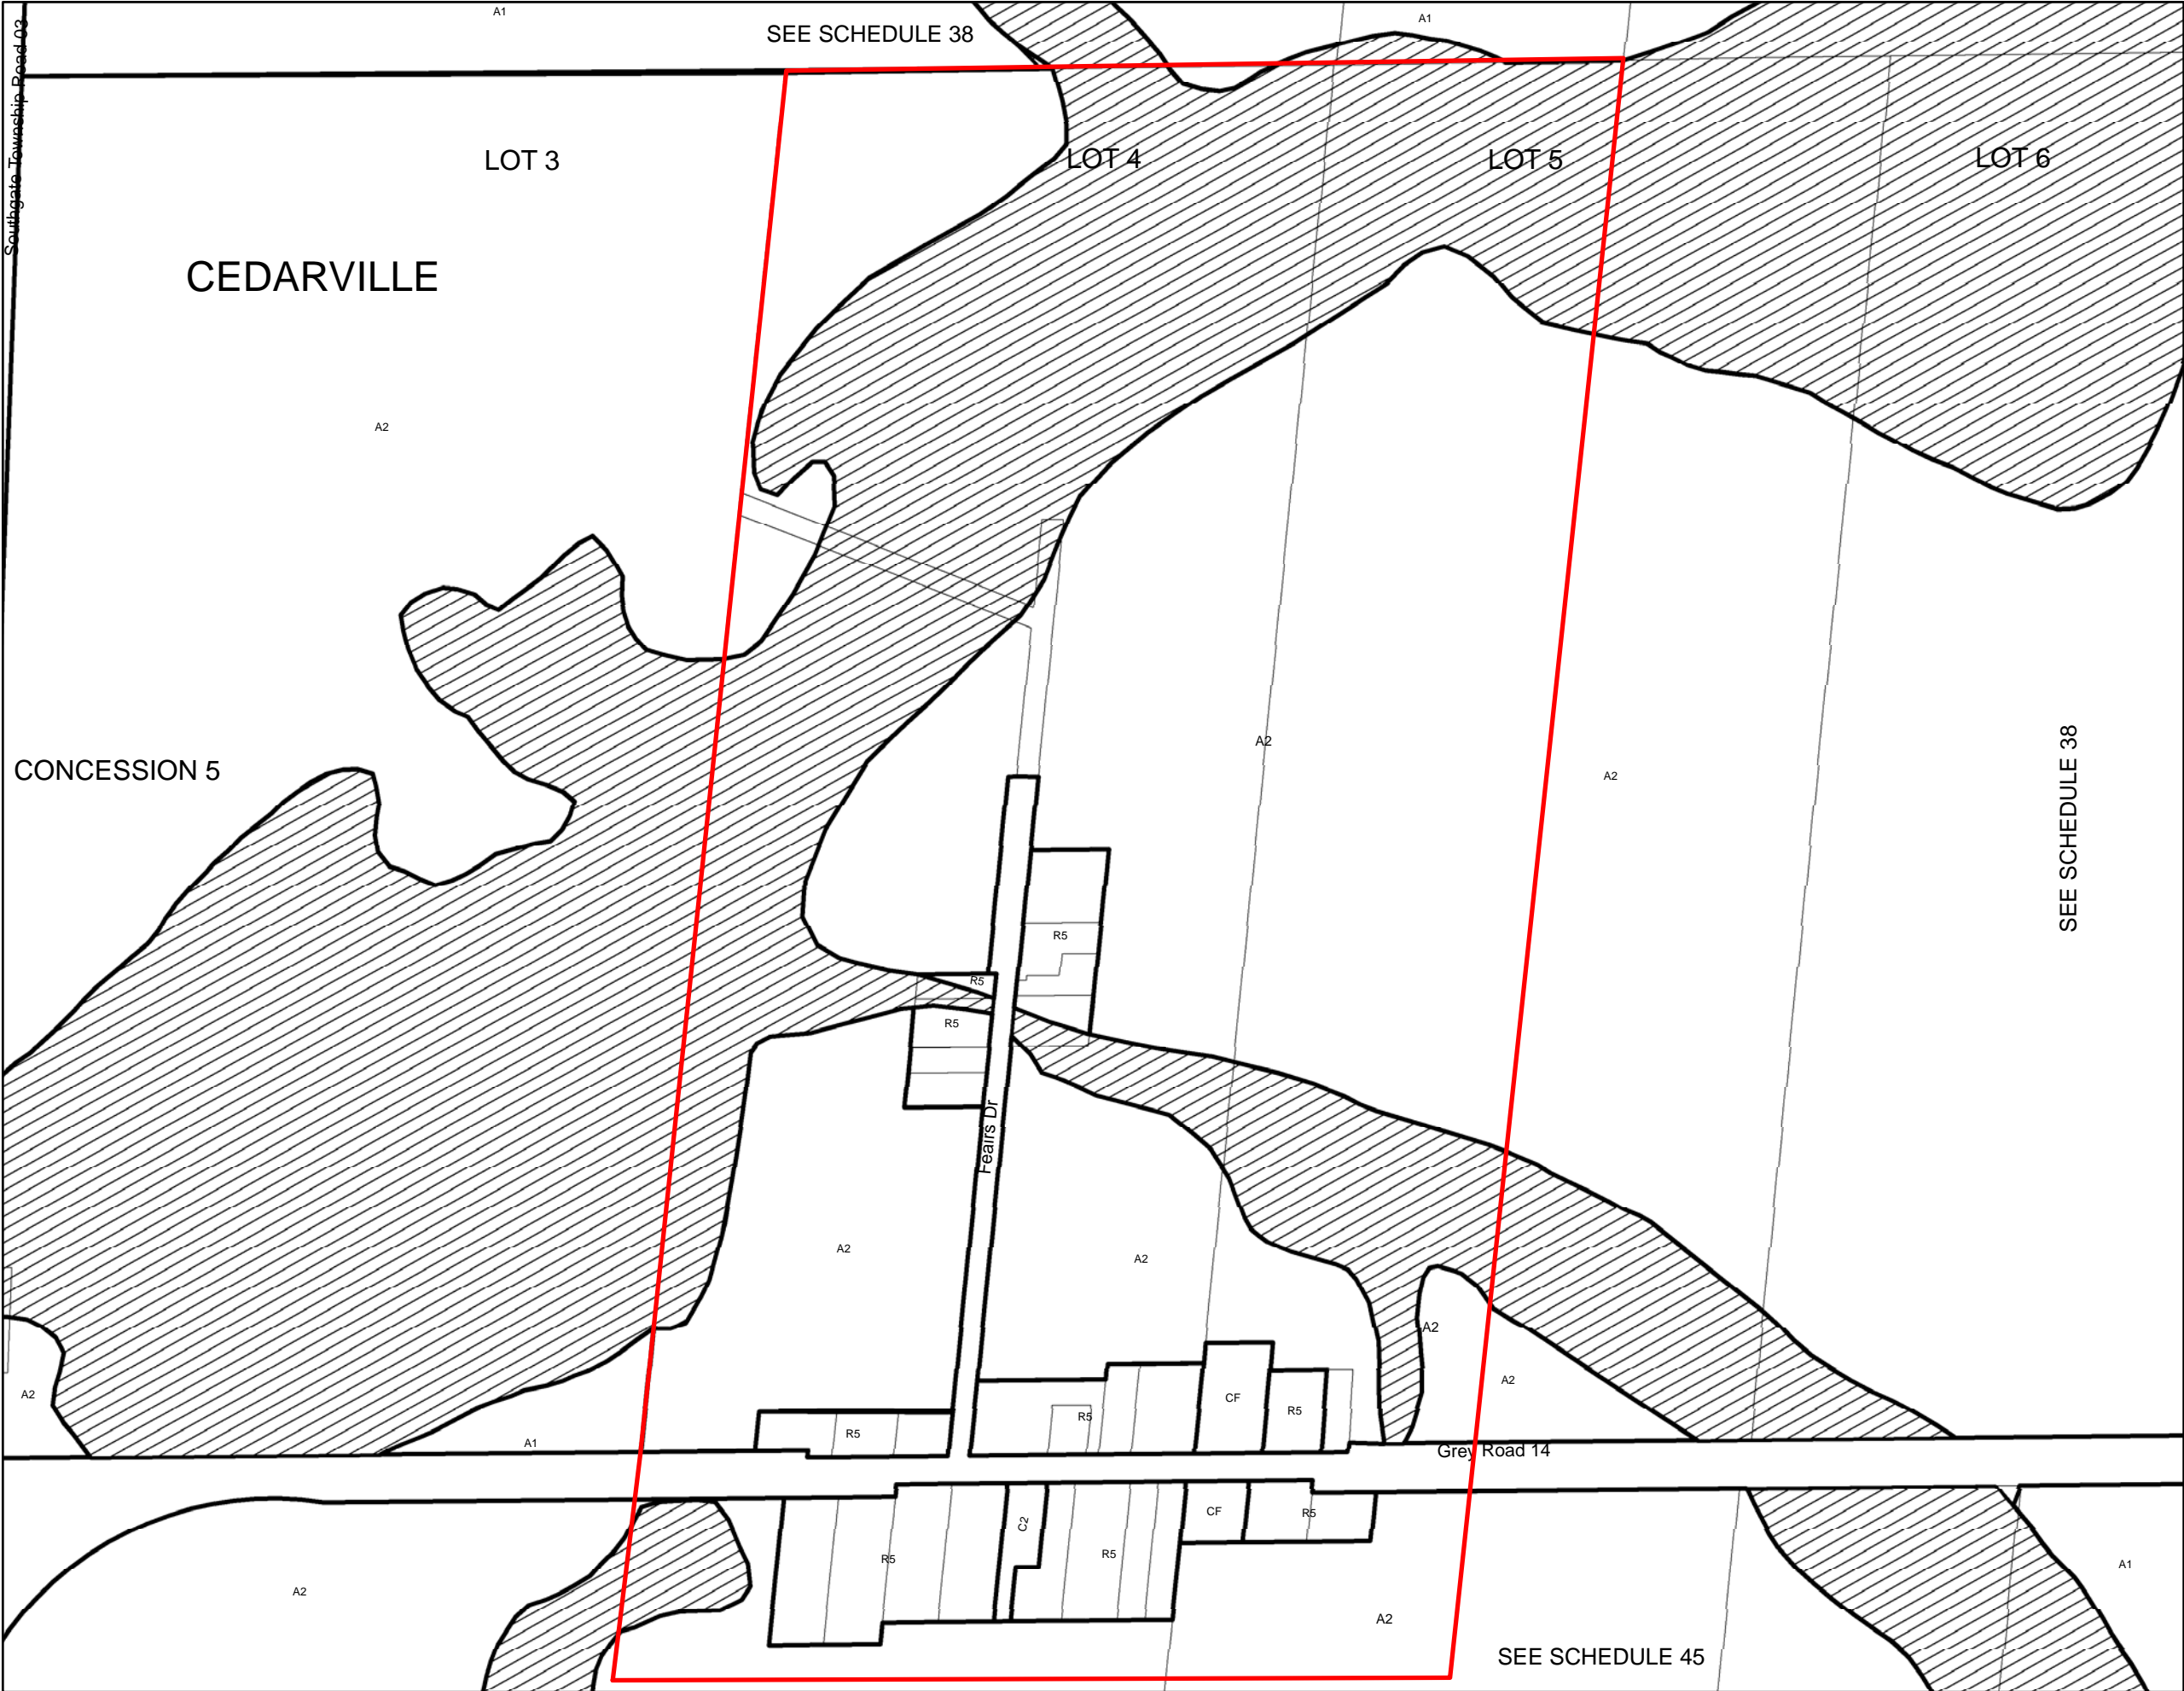 A1
SEE SCHEDULE 38
A1
Southgate Township Road 03
LOT 3
LOT 4
LOT 5
LOT 6
CEDARVILLE
A2
CONCESSION 5
A2
A2
SEE SCHEDULE 38
R5
R5
R5
Feairs Dr
A2
A2
A2
A2
A2
CF
R5
R5
R5
A1
Grey Road 14
C2
CF
R5
R5
R5
A2
A1
A2
SEE SCHEDULE 45